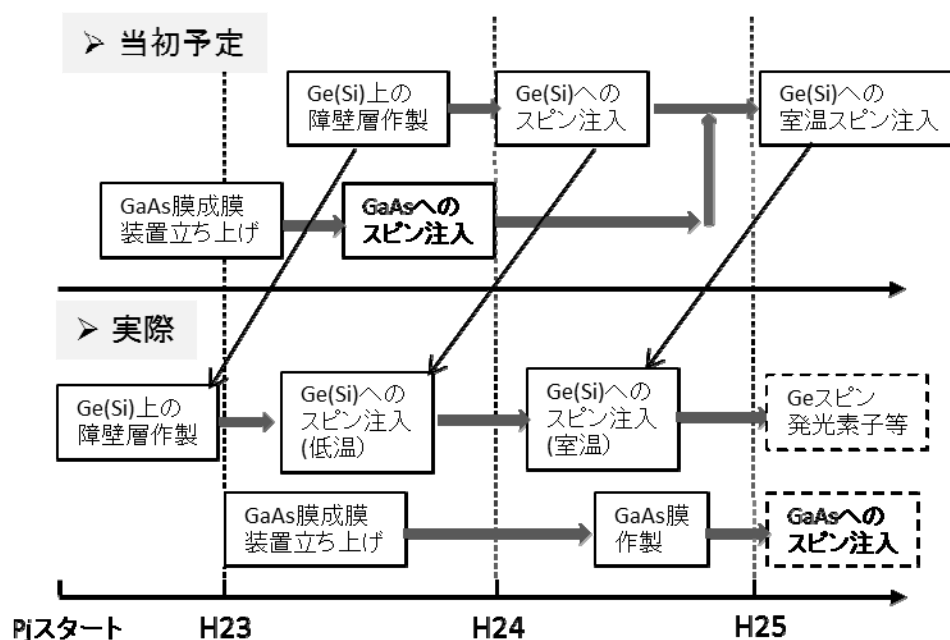 ➢ 当初予定
Ge(Si)上の
障壁層作製
Ge(Si)への
スピン注入
Ge(Si)への
室温スピン注入
GaAs膜成膜
装置立ち上げ
GaAsへの
スピン注入
➢ 実際
Ge(Si)上の
障壁層作製
Ge(Si)への
スピン注入
(低温)
Ge(Si)への
スピン注入
(室温)
Geスピン
発光素子等
GaAs膜成膜
装置立ち上げ
GaAs膜
作製
GaAsへの
スピン注入
Pjスタート H23 H24 H25